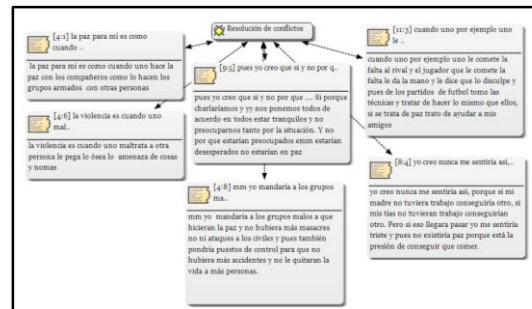 Resolución de conflictos
[4:1] la paz para mí es como
cuando ..
la paz para mi es como cuando uno hace la
paz con los compañeros como lo hacen los
grupos armados con otras personas
[9:5] pues yo creo que si y no por q..
pues yo creo que si y no por que .... Si porque
charlaríamos y yy nos ponemos todos de
acuerdo en todos estar tranquilos y no
preocuparnos tanto por la situación. Y no
por que estarían preocupados emm estarían
desesperados no estarían en paz
[11:3] cuando uno por ejemplo uno
le ..
cuando uno por ejemplo uno le comete la
falta al rival y el jugador que le comete la
falta le da la mano y le dice que lo disculpe y
pues de los partidos de futbol tomo las
técnicas y tratar de hacer lo mismo que ellos,
si se trata de paz trato de ayudar a mis
amigos
[4:6] la violencia es cuando uno
mal..
la violencia es cuando uno maltrata a otra
persona le pega lo ósea lo amenaza de cosas
y nomas
[4:8] mm yo mandaría a los grupos
ma..
mm yo mandaría a los grupos malos a que
hicieran la paz y no hubiera más masacres
no ni ataques a los civiles y pues también
pondría puestos de control para que no
hubiera más accidentes y no le quitaran la
vida a más personas.
[8:4] yo creo nunca me sentiría así,..
yo creo nunca me sentiría así, porque si mi
madre no tuviera trabajo conseguiría otro, si
mis tías no tuvieran trabajo conseguirían
otro. Pero si eso llegara pasar yo me sentiría
triste y pues no existiría paz porque está la
presión de conseguir que comer.